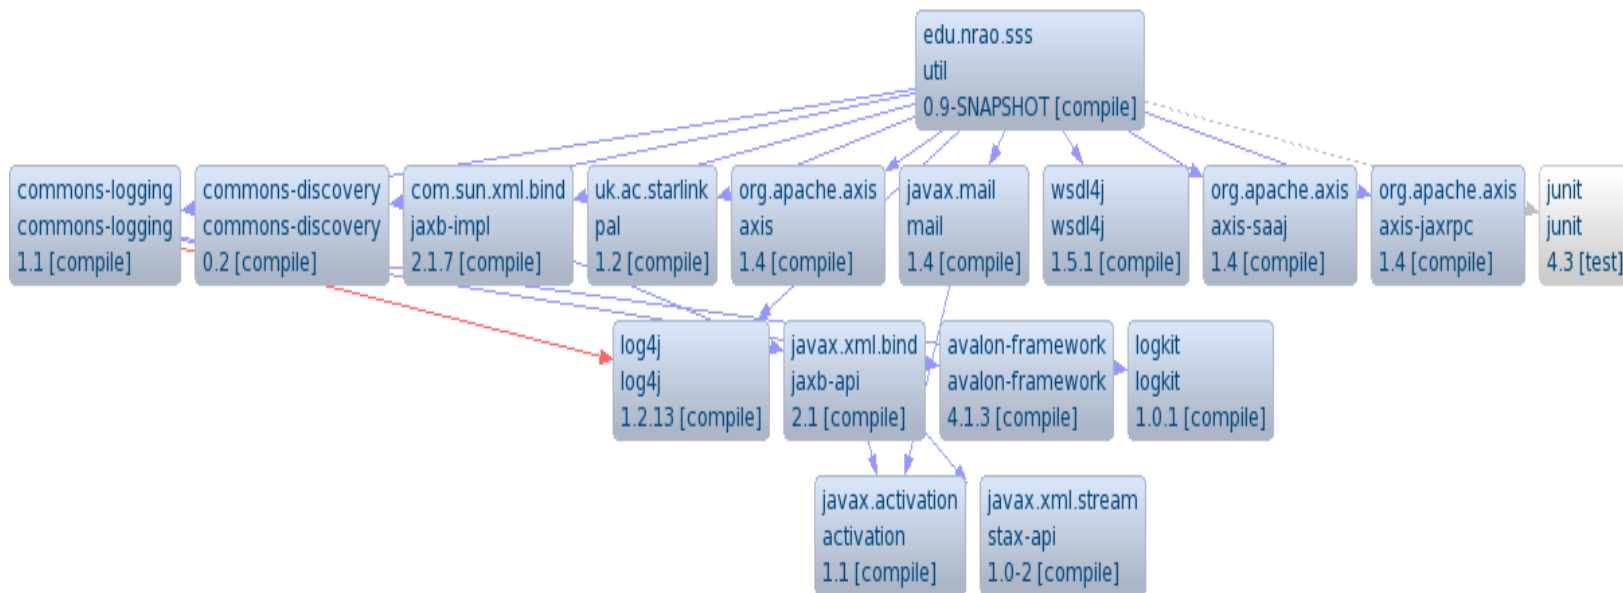 edu.nrao.sss
util
0.9-SNAPSHOT [compile]
commons-logging
commons-logging
1.1 [compile]
commons-discovery
commons-discovery
0.2 [compile]
com.sun.xml.bind
jaxb-impl
2.1.7 [compile]
uk.ac.starlink
pal
1.2 [compile]
org.apache.axis
axis
1.4 [compile]
javax.mail
mail
1.4 [compile]
wsdl4j
wsdl4j
1.5.1 [compile]
org.apache.axis
axis-saaj
1.4 [compile]
org.apache.axis
axis-jaxrpc
1.4 [compile]
junit
junit
4.3 [test]
log4j
log4j
1.2.13 [compile]
javax.xml.bind
jaxb-api
2.1 [compile]
avalon-framework
avalon-framework
4.1.3 [compile]
logkit
logkit
1.0.1 [compile]
javax.activation
activation
1.1 [compile]
javax.xml.stream
stax-api
1.0-2 [compile]